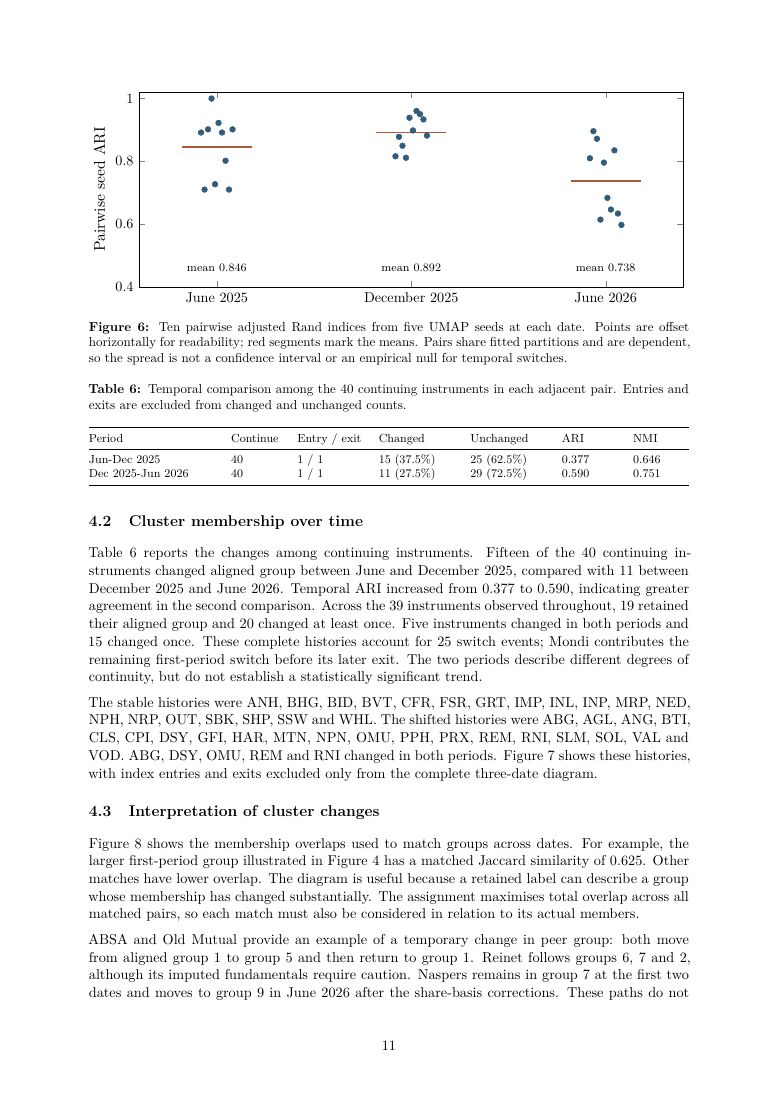 1
0.8
0.6
0.4
Pairwise seed ARI
mean 0.846
mean 0.892
mean 0.738
June 2025
December 2025
June 2026
Figure 6: Ten pairwise adjusted Rand indices from five UMAP seeds at each date. Points are offset
horizontally for readability; red segments mark the means. Pairs share fitted partitions and are dependent,
so the spread is not a confidence interval or an empirical null for temporal switches.
Table 6: Temporal comparison among the 40 continuing instruments in each adjacent pair. Entries and
exits are excluded from changed and unchanged counts.
Period Continue Entry / exit Changed Unchanged ARI NMI
Jun-Dec 2025 40 1 / 1 15 (37.5%) 25 (62.5%) 0.377 0.646
Dec 2025-Jun 2026 40 1 / 1 11 (27.5%) 29 (72.5%) 0.590 0.751
4.2 Cluster membership over time
Table 6 reports the changes among continuing instruments. Fifteen of the 40 continuing in-
struments changed aligned group between June and December 2025, compared with 11 between
December 2025 and June 2026. Temporal ARI increased from 0.377 to 0.590, indicating greater
agreement in the second comparison. Across the 39 instruments observed throughout, 19 retained
their aligned group and 20 changed at least once. Five instruments changed in both periods and
15 changed once. These complete histories account for 25 switch events; Mondi contributes the
remaining first-period switch before its later exit. The two periods describe different degrees of
continuity, but do not establish a statistically significant trend.
The stable histories were ANH, BHG, BID, BVT, CFR, FSR, GRT, IMP, INL, INP, MRP, NED,
NPH, NRP, OUT, SBK, SHP, SSW and WHL. The shifted histories were ABG, AGL, ANG, BTI,
CLS, CPI, DSY, GFI, HAR, MTN, NPN, OMU, PPH, PRX, REM, RNI, SLM, SOL, VAL and
VOD. ABG, DSY, OMU, REM and RNI changed in both periods. Figure 7 shows these histories,
with index entries and exits excluded only from the complete three-date diagram.
4.3 Interpretation of cluster changes
Figure 8 shows the membership overlaps used to match groups across dates. For example, the
larger first-period group illustrated in Figure 4 has a matched Jaccard similarity of 0.625. Other
matches have lower overlap. The diagram is useful because a retained label can describe a group
whose membership has changed substantially. The assignment maximises total overlap across all
matched pairs, so each match must also be considered in relation to its actual members.
ABSA and Old Mutual provide an example of a temporary change in peer group: both move
from aligned group 1 to group 5 and then return to group 1. Reinet follows groups 6, 7 and 2,
although its imputed fundamentals require caution. Naspers remains in group 7 at the first two
dates and moves to group 9 in June 2026 after the share-basis corrections. These paths do not
11